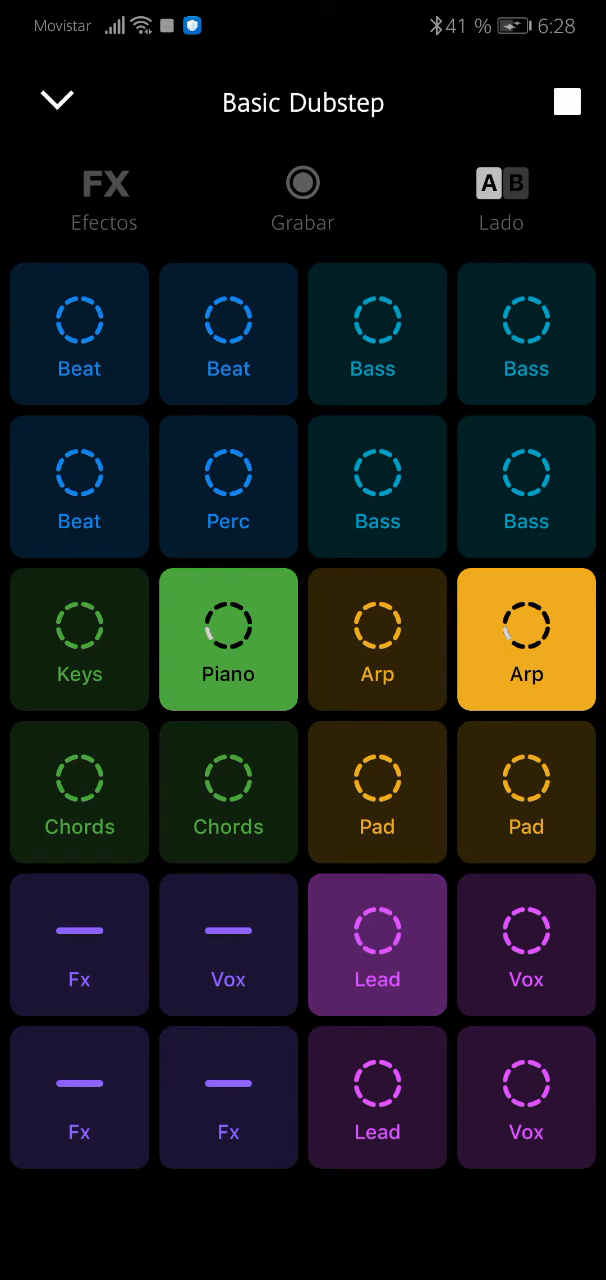 Movistar 41 % 6:28
Basic Dubstep
FX A B
Efectos Grabar Lado
Beat Beat Bass Bass
Beat Perc Bass Bass
Keys Piano Arp Arp
Chords Chords Pad Pad
Fx Vox Lead Vox
Fx Fx Lead Vox